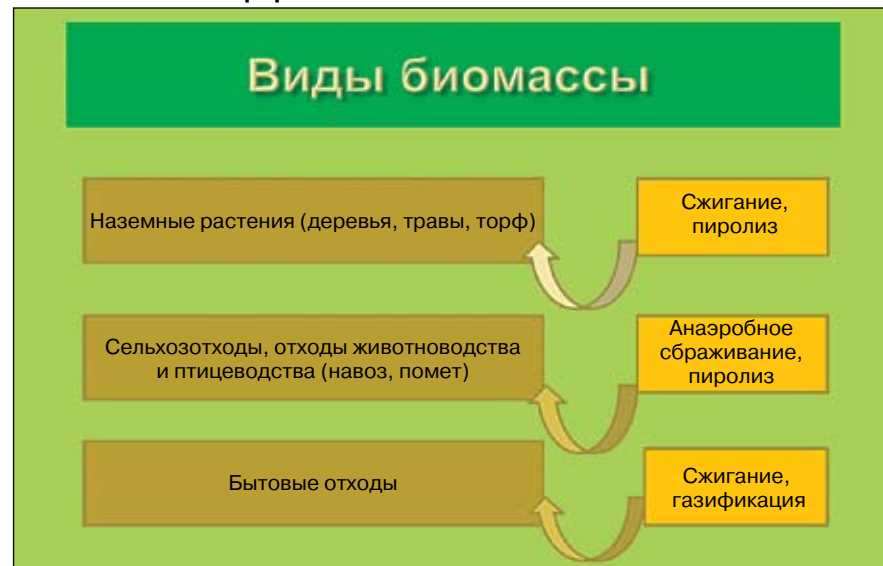 Виды биомассы
Наземные растения (деревья, травы, торф)
Сжигание,
пиролиз
Сельхозотходы, отходы животноводства
и птицеводства (навоз, помет)
Анаэробное
сбраживание,
пиролиз
Бытовые отходы
Сжигание,
газификация